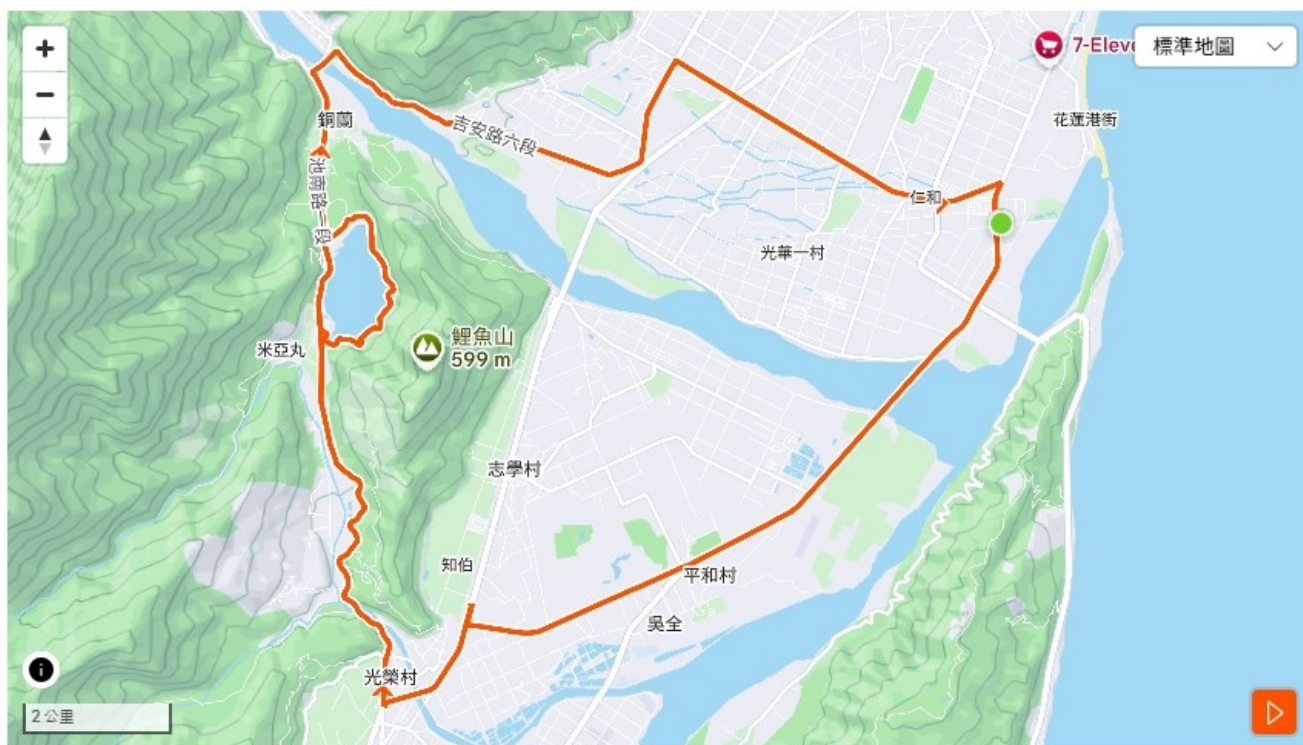 7-Eleve
標準地圖
花蓮港街
銅蘭
吉安路六段
池南路一段
仁和
光華一村
鯉魚山
599 m
米亞丸
志學村
知伯
平和村
吳全
光榮村
2 公里